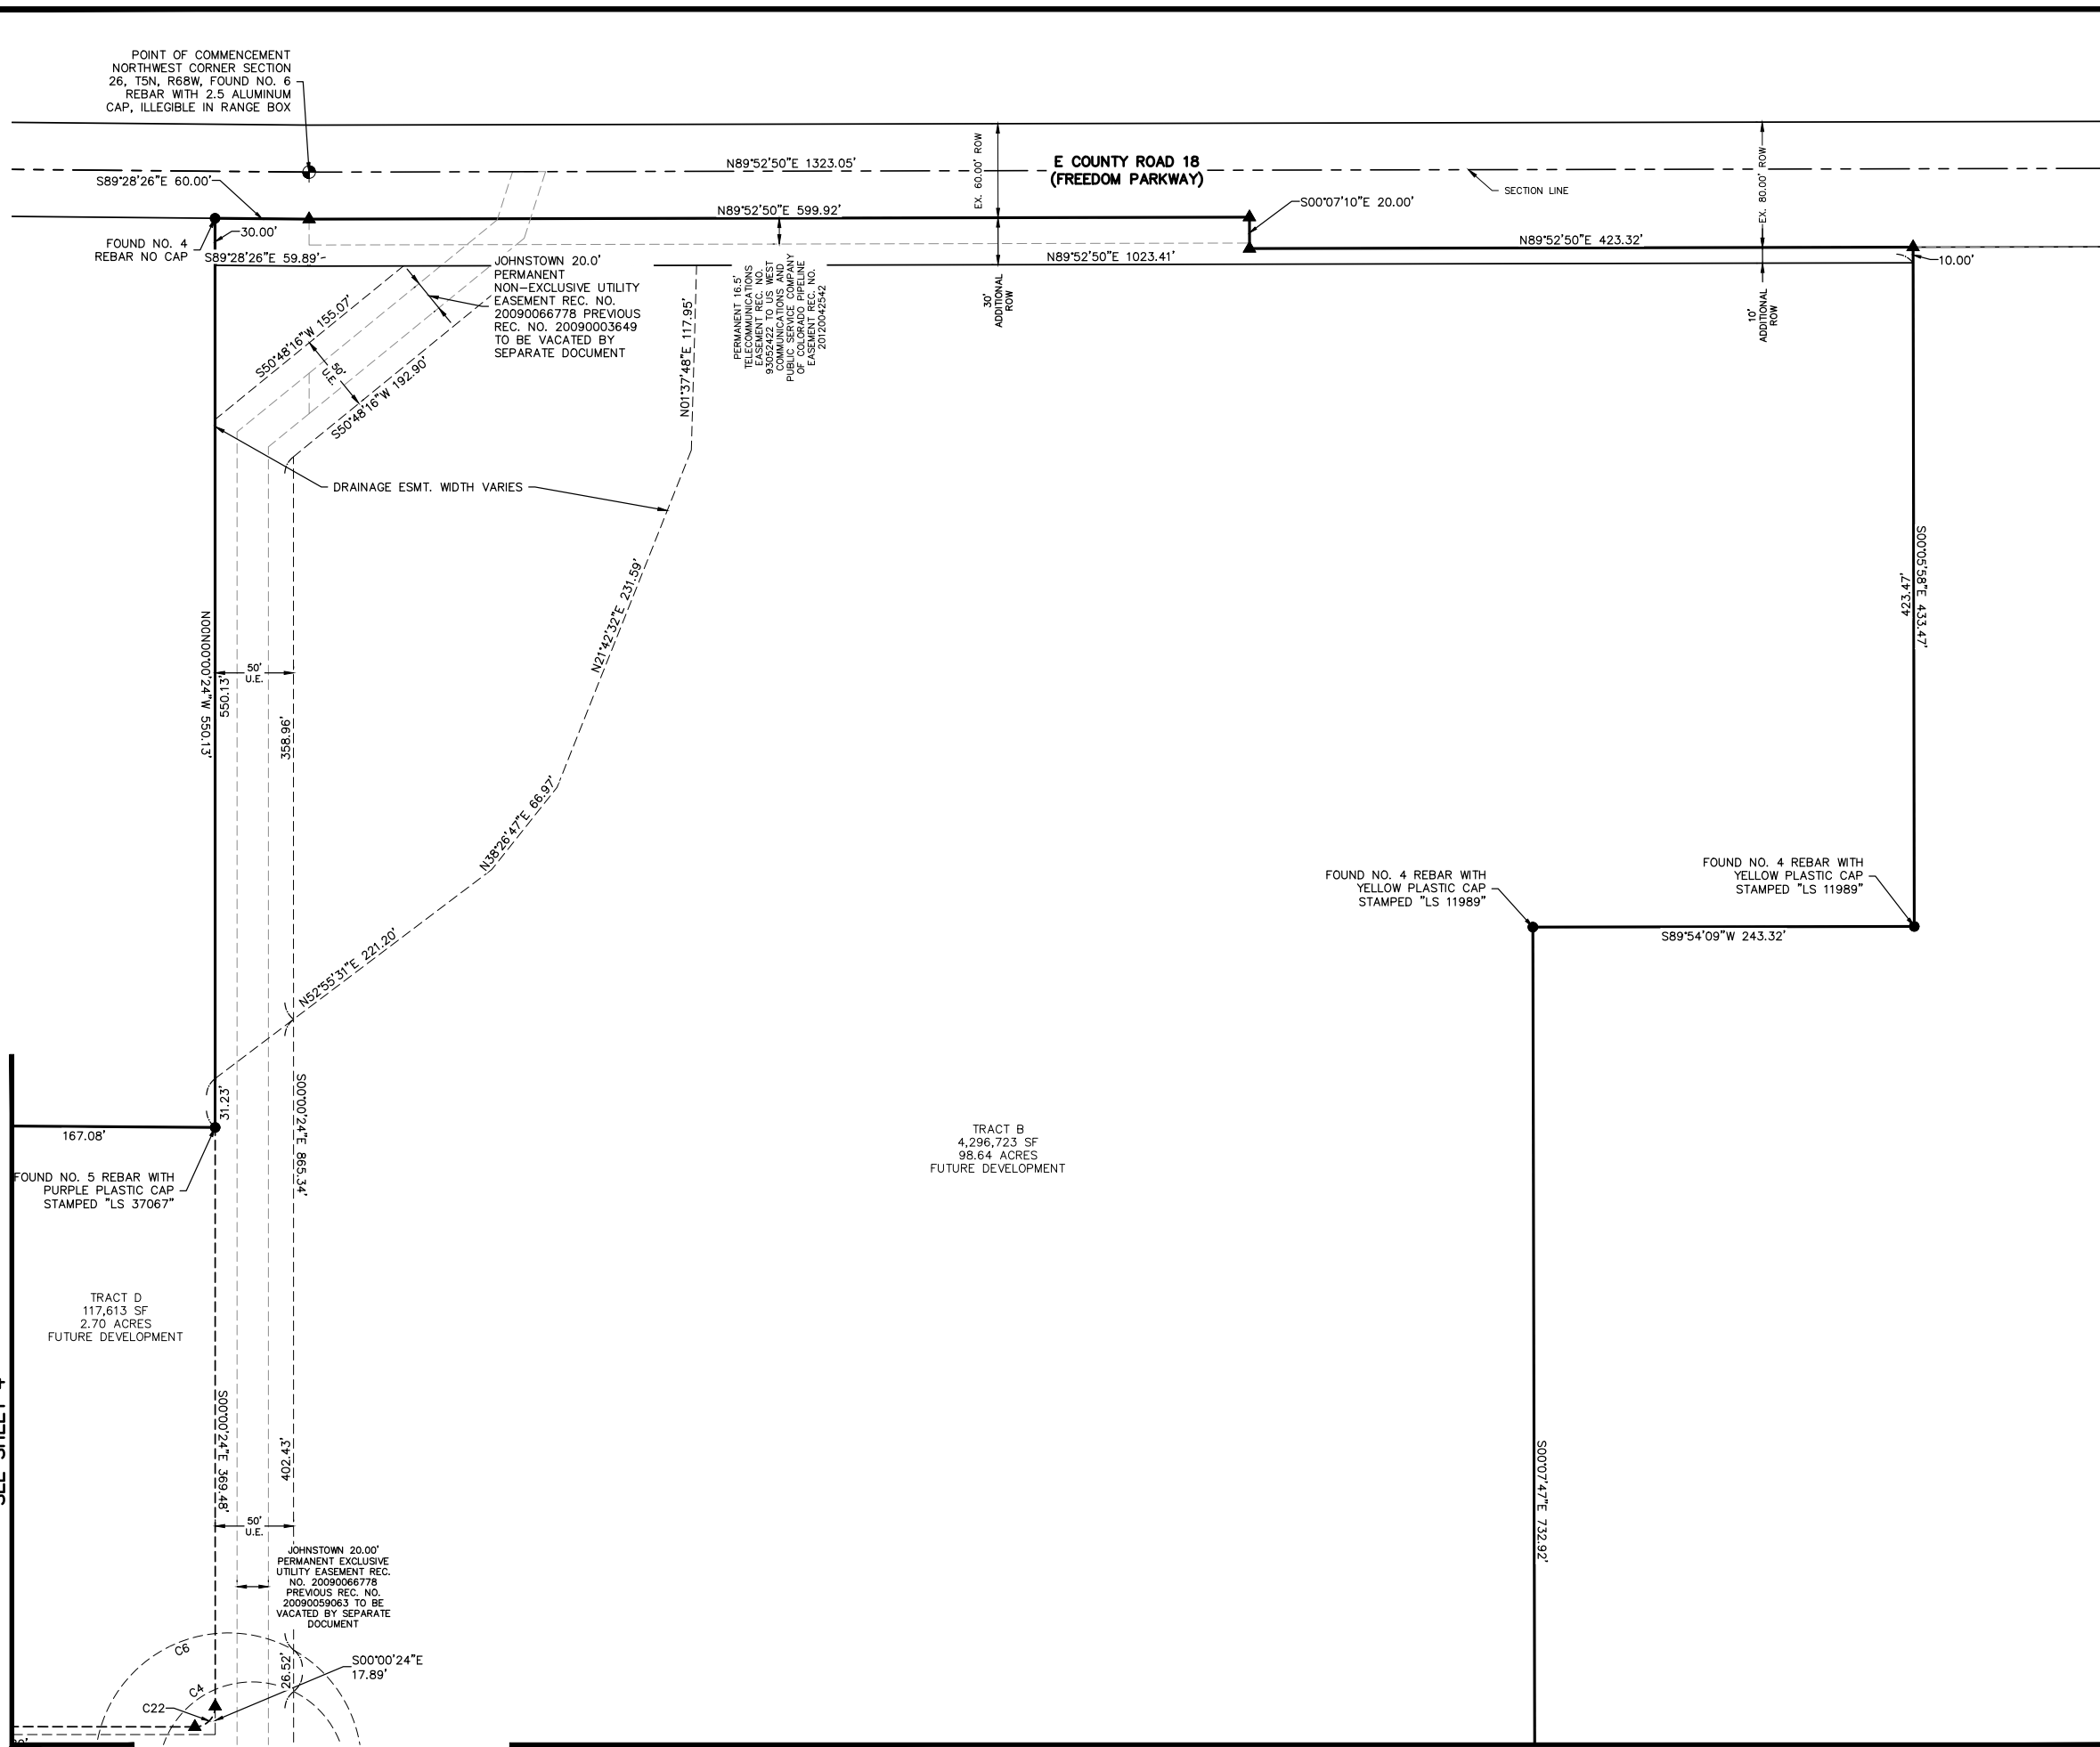 POINT OF COMMENCEMENT
NORTHWEST CORNER SECTION
26, T5N, R68W, FOUND NO. 6
REBAR WITH 2.5 ALUMINUM
CAP, ILLEGIBLE IN RANGE BOX
N89°52'50"E 1323.05'
EX. 60.00' ROW
E COUNTY ROAD 18
(FREEDOM PARKWAY)
SECTION LINE
EX. 80.00' ROW
S89°28'26"E 60.00'
N89°52'50"E 599.92'
S00°07'10"E 20.00'
FOUND NO. 4
REBAR NO CAP
30.00'
S89°28'26"E 59.89'
N89°52'50"E 423.32'
N89°52'50"E 1023.41'
10.00'
JOHNSTOWN 20.0'
PERMANENT
NON-EXCLUSIVE UTILITY
EASEMENT REC. NO.
20090066778 PREVIOUS
REC. NO. 20090003649
TO BE VACATED BY
SEPARATE DOCUMENT
PERMANENT 16.5'
TELECOMMUNICATIONS
EASEMENT REC. NO.
93052422 TO US WEST
COMMUNICATIONS AND
PUBLIC SERVICE COMPANY
OF COLORADO PIPELINE
EASEMENT REC. NO.
20120042542
30'
ADDITIONAL
ROW
10'
ADDITIONAL
ROW
S50°48'16"W 155.07'
50'
U.E.
S50°48'16"W 192.90'
N01°37'48"E 117.95'
DRAINAGE ESMT. WIDTH VARIES
N21°42'32"E 231.59'
S00°05'58"E 433.47'
423.47'
N00N00°00'24"W 550.13'
550.13'
50'
U.E.
358.96'
N38°26'47"E 66.97'
N52°55'31"E 221.20'
FOUND NO. 4 REBAR WITH
YELLOW PLASTIC CAP
STAMPED "LS 11989"
FOUND NO. 4 REBAR WITH
YELLOW PLASTIC CAP
STAMPED "LS 11989"
S89°54'09"W 243.32'
31.23'
S00°00'24"E 865.34'
167.08'
FOUND NO. 5 REBAR WITH
PURPLE PLASTIC CAP
STAMPED "LS 37067"
TRACT B
4,296,723 SF
98.64 ACRES
FUTURE DEVELOPMENT
TRACT D
117,613 SF
2.70 ACRES
FUTURE DEVELOPMENT
SEE SHEET 4
S00°00'24"E 369.48'
402.43'
S00°07'47"E 732.92'
50'
U.E.
JOHNSTOWN 20.00'
PERMANENT EXCLUSIVE
UTILITY EASEMENT REC.
NO. 20090066778
PREVIOUS REC. NO.
20090059063 TO BE
VACATED BY SEPARATE
DOCUMENT
C6
26.52'
S00°00'24"E
17.89'
C4
C22